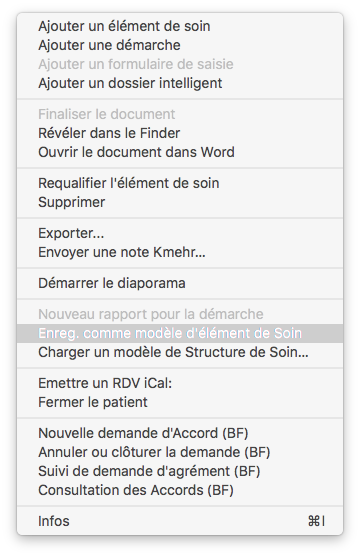 Ajouter un élément de soin
Ajouter une démarche
Ajouter un formulaire de saisie
Ajouter un dossier intelligent
Finaliser le document
Révéler dans le Finder
Ouvrir le document dans Word
Requalifier l'élément de soin
Supprimer
Exporter...
Envoyer une note Kmehr...
Démarrer le diaporama
Nouveau rapport pour la démarche
Enreg. comme modèle d'élément de Soin
Charger un modèle de Structure de Soin...
Emettre un RDV iCal:
Fermer le patient
Nouvelle demande d'Accord (BF)
Annuler ou clôturer la demande (BF)
Suivi de demande d'agrément (BF)
Consultation des Accords (BF)
Infos ⌘I